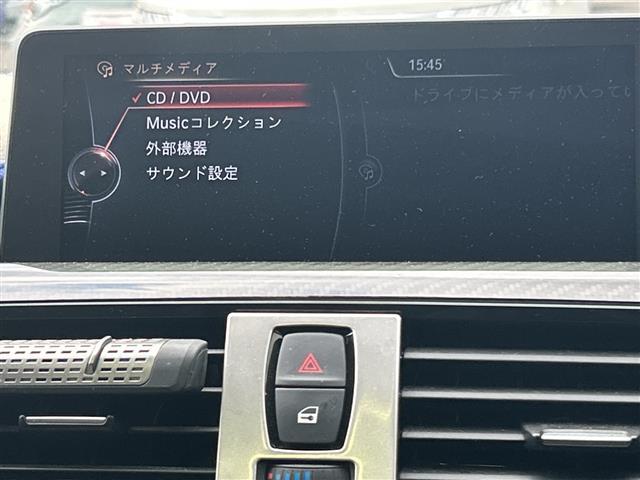 マルチメディア
15:45
CD / DVD
ドライブにメディアが入って
Musicコレクション
外部機器
サウンド設定